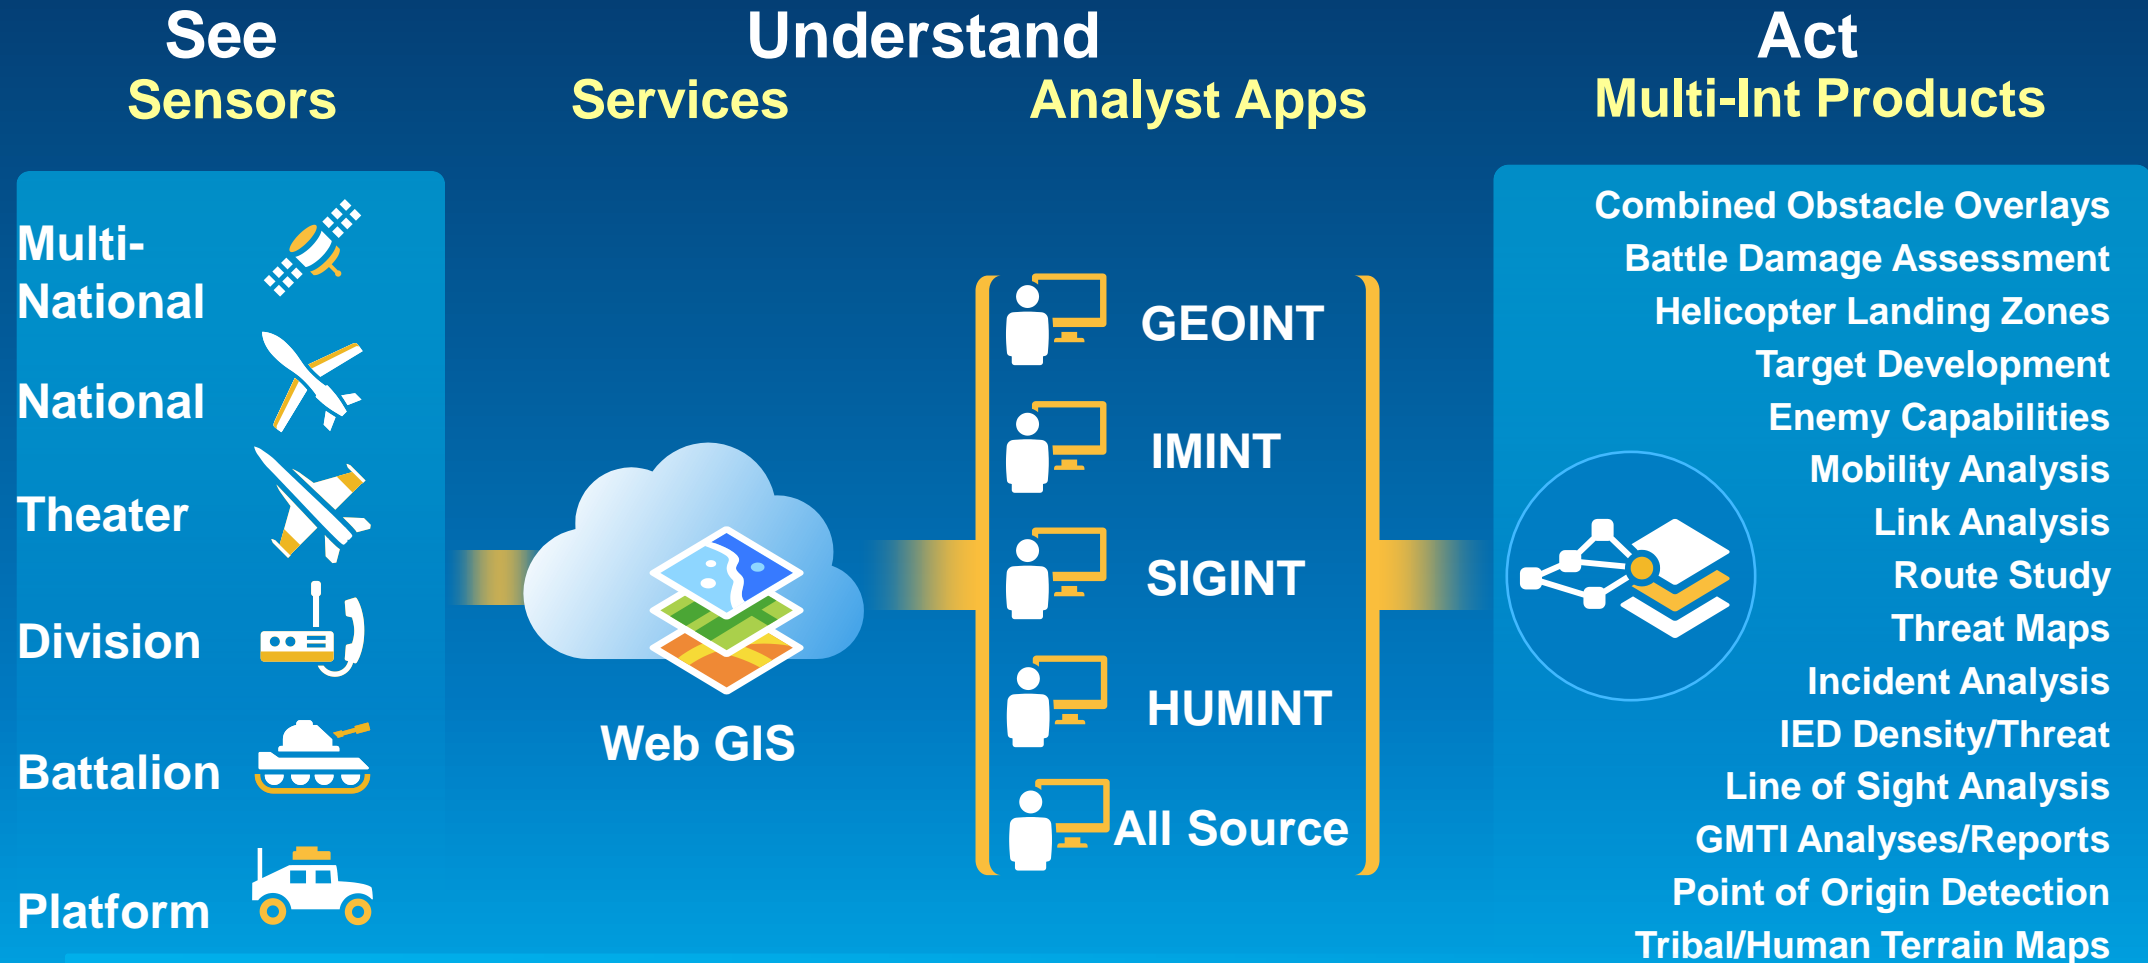 See
Understand
Act
Sensors
Services
Analyst Apps
Multi-Int Products
Multi-
National
National
Theater
Division
Battalion
Platform
Web GIS
GEOINT
IMINT
SIGINT
HUMINT
All Source
Combined Obstacle Overlays
Battle Damage Assessment
Helicopter Landing Zones
Target Development
Enemy Capabilities
Mobility Analysis
Link Analysis
Route Study
Threat Maps
Incident Analysis
IED Density/Threat
Line of Sight Analysis
GMTI Analyses/Reports
Point of Origin Detection
Tribal/Human Terrain Maps